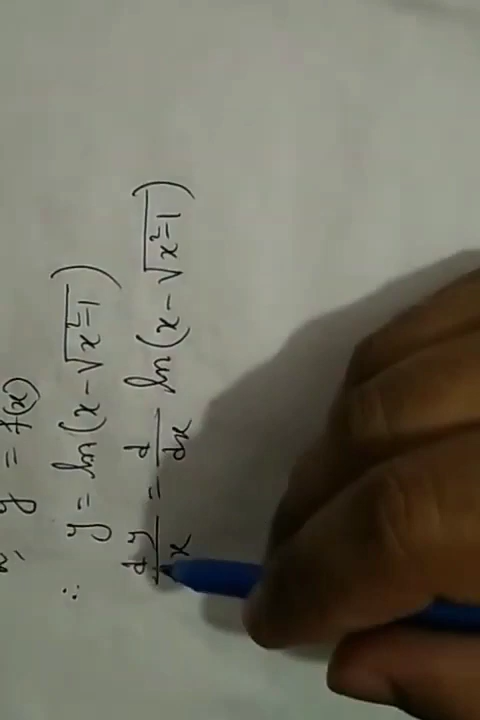 y = f(x)
∴ y = ln(x - √x²-1)
dy/dx = d/dx ln(x - √x²-1)